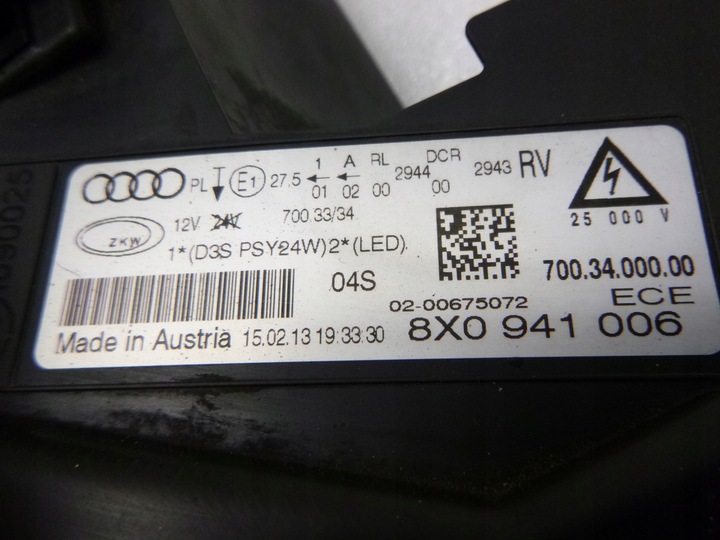 PL E1 27,5 1 A RL DCR 2943 RV
01 02 00 2944 00
12V 24V 700.33/34
ZKW
1*(D3S PSY24W)2*(LED)
25 000 V
04S
700.34.000.00
02-00675072
ECE
Made in Austria 15.02.13 19:33:30
8X0 941 006